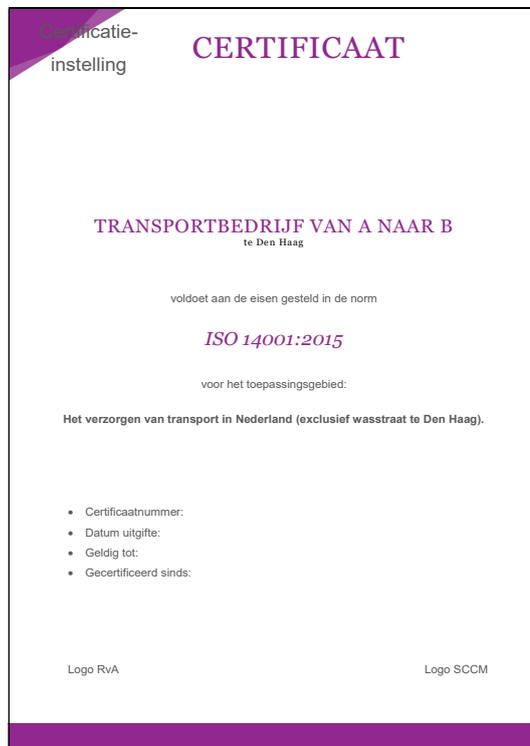 Certificatie-
instelling
CERTIFICAAT
TRANSPORTBEDRIJF VAN A NAAR B
te Den Haag
voldoet aan de eisen gesteld in de norm
ISO 14001:2015
voor het toepassingsgebied:
Het verzorgen van transport in Nederland (exclusief wasstraat te Den Haag).
• Certificaatnummer:
• Datum uitgifte:
• Geldig tot:
• Gecertificeerd sinds:
Logo RvA Logo SCCM